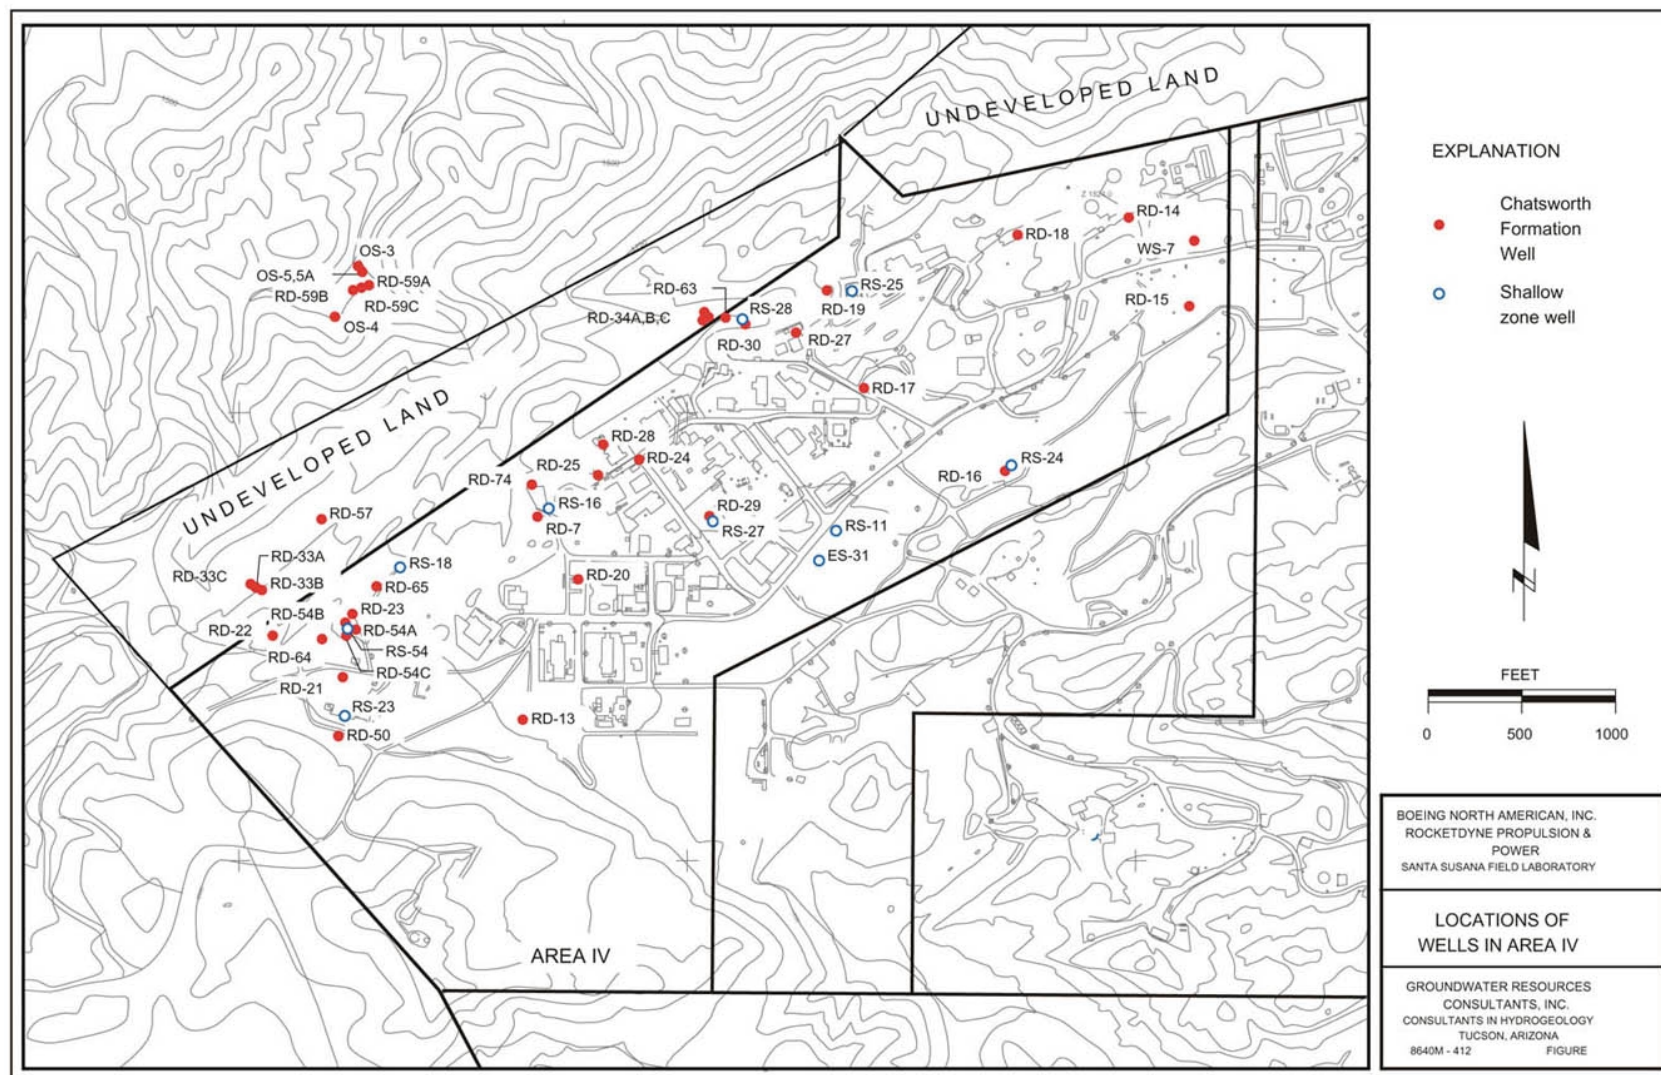 UNDEVELOPED LAND
UNDEVELOPED LAND
1500
1500
OS-3
OS-5,5A
RD-59A
RD-59B
RD-59C
OS-4
RD-63
RD-34A,B,C
RS-28
RD-30
RS-25
RD-19
RD-27
RD-17
RD-18
RD-14
WS-7
RD-15
RD-28
RD-25
RD-24
RD-74
RS-16
RD-7
RD-29
RS-27
RS-24
RD-16
RS-11
ES-31
RD-57
RD-33A
RD-33C
RD-33B
RS-18
RD-65
RD-20
RD-54B
RD-23
RD-22
RD-54A
RD-64
RS-54
RD-54C
RD-21
RS-23
RD-50
RD-13
AREA IV
EXPLANATION
Chatsworth
Formation
Well
Shallow
zone well
N
FEET
0 500 1000
BOEING NORTH AMERICAN, INC.
ROCKETDYNE PROPULSION &
POWER
SANTA SUSANA FIELD LABORATORY
LOCATIONS OF
WELLS IN AREA IV
GROUNDWATER RESOURCES
CONSULTANTS, INC.
CONSULTANTS IN HYDROGEOLOGY
TUCSON, ARIZONA
8640M - 412 FIGURE